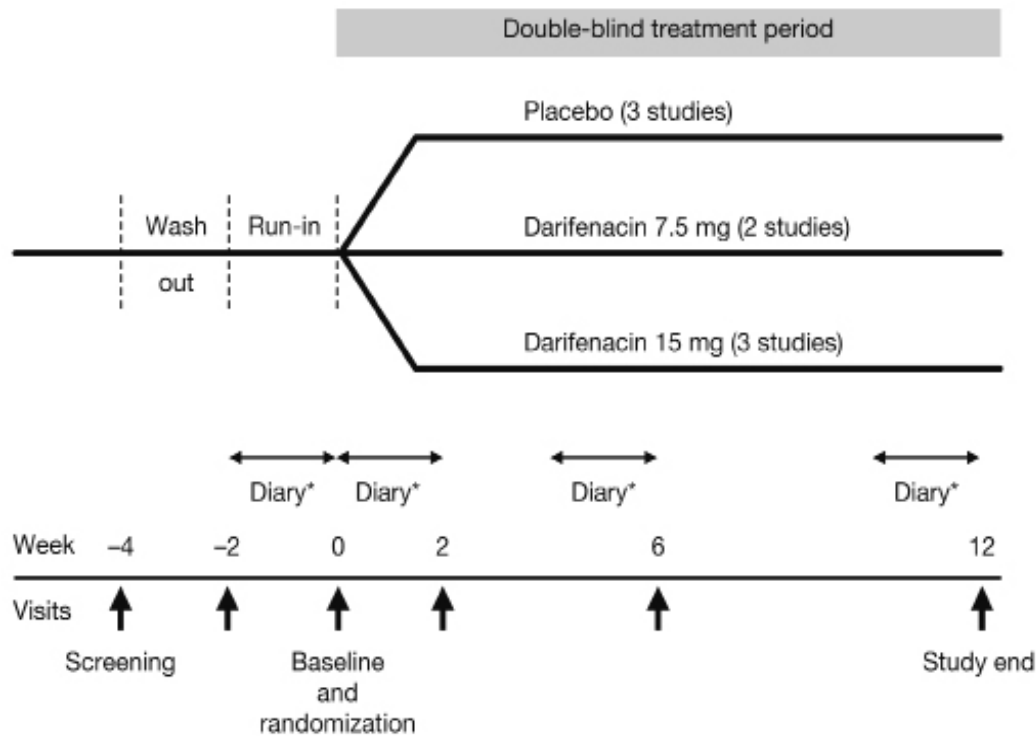 Double-blind treatment period
Placebo (3 studies)
Wash
Run-in
Darifenacin 7.5 mg (2 studies)
out
Darifenacin 15 mg (3 studies)
Diary* Diary* Diary* Diary*
Week –4 –2 0 2 6 12
Visits
Screening Baseline and randomization Study end